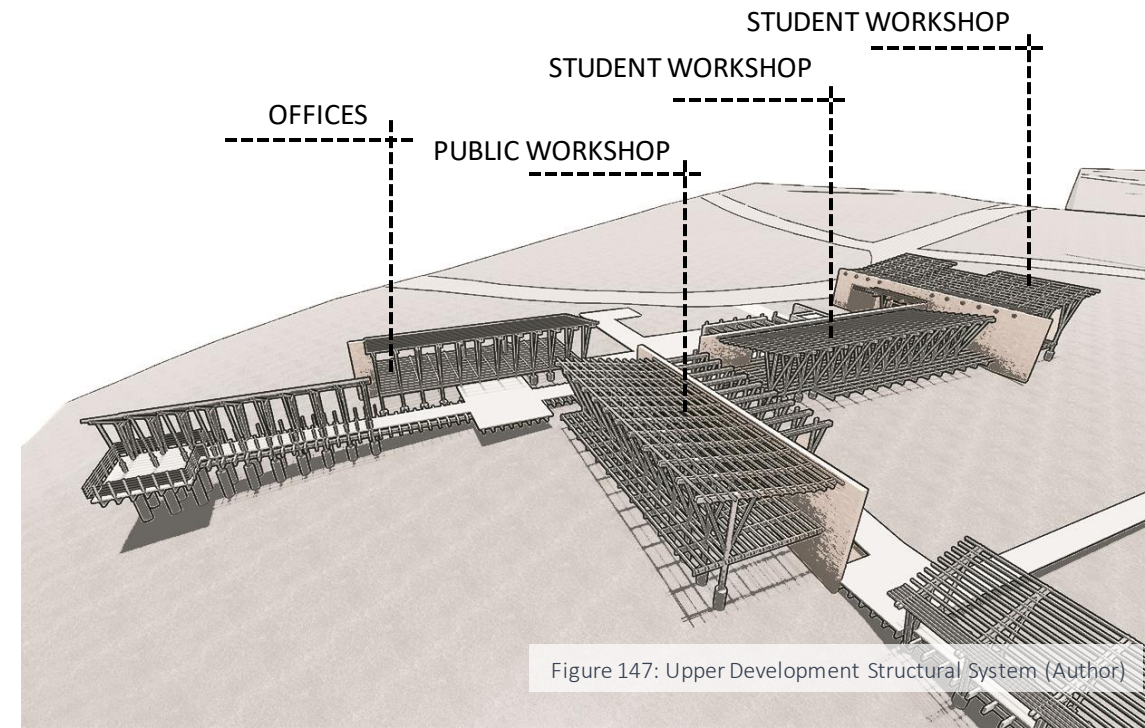 STUDENT WORKSHOP
STUDENT WORKSHOP
OFFICES
PUBLIC WORKSHOP
Figure 147: Upper Development Structural System (Author)